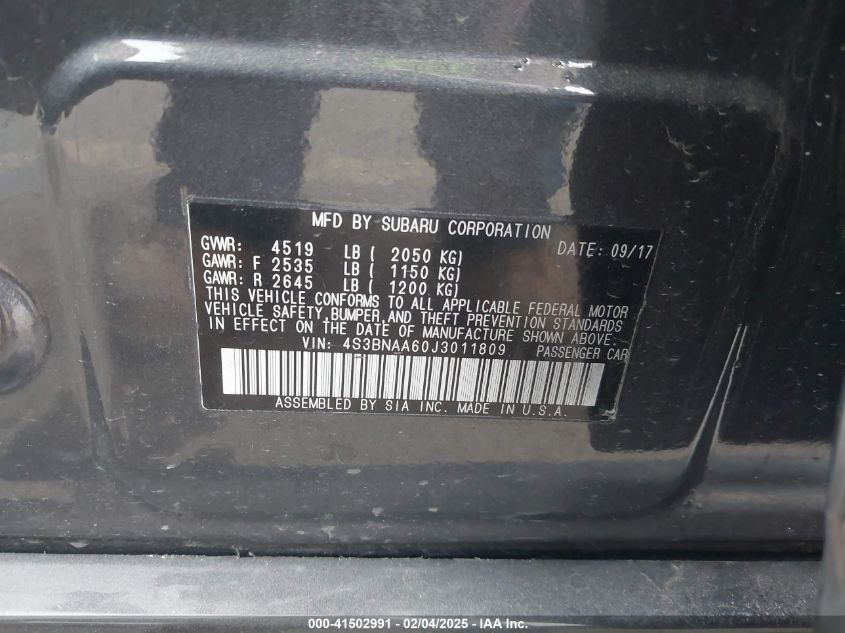 MFD BY SUBARU CORPORATION
GVWR: 4519 LB ( 2050 KG) DATE: 09/17
GAWR: F 2535 LB ( 1150 KG)
GAWR: R 2645 LB ( 1200 KG)
THIS VEHICLE CONFORMS TO ALL APPLICABLE FEDERAL MOTOR
VEHICLE SAFETY, BUMPER, AND THEFT PREVENTION STANDARDS
IN EFFECT ON THE DATE OF MANUFACTURE SHOWN ABOVE.
VIN: 4S3BNAA60J3011809 PASSENGER CAR
ASSEMBLED BY SIA INC. MADE IN U.S.A.
000-41502991 - 02/04/2025 - IAA Inc.